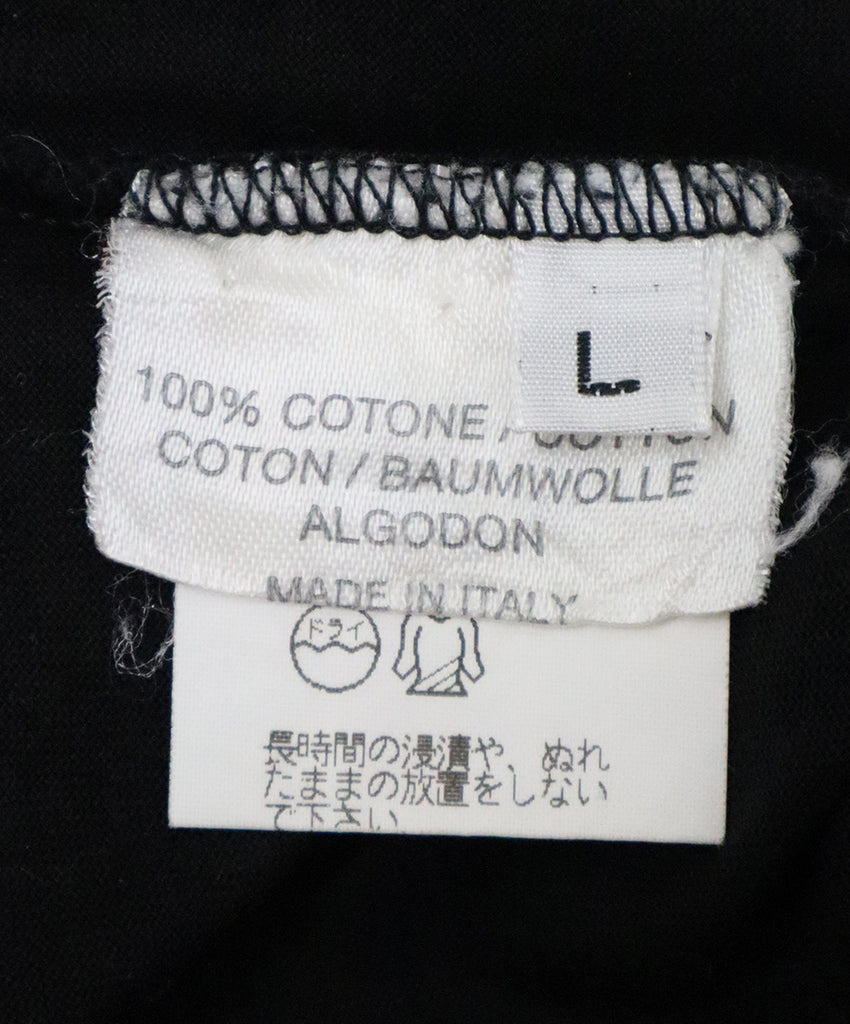 L
100% COTONE / COTTON
COTON / BAUMWOLLE
ALGODON
MADE IN ITALY
ドライ
長時間の浸漬や、ぬれ
たままの放置をしない
で下さい